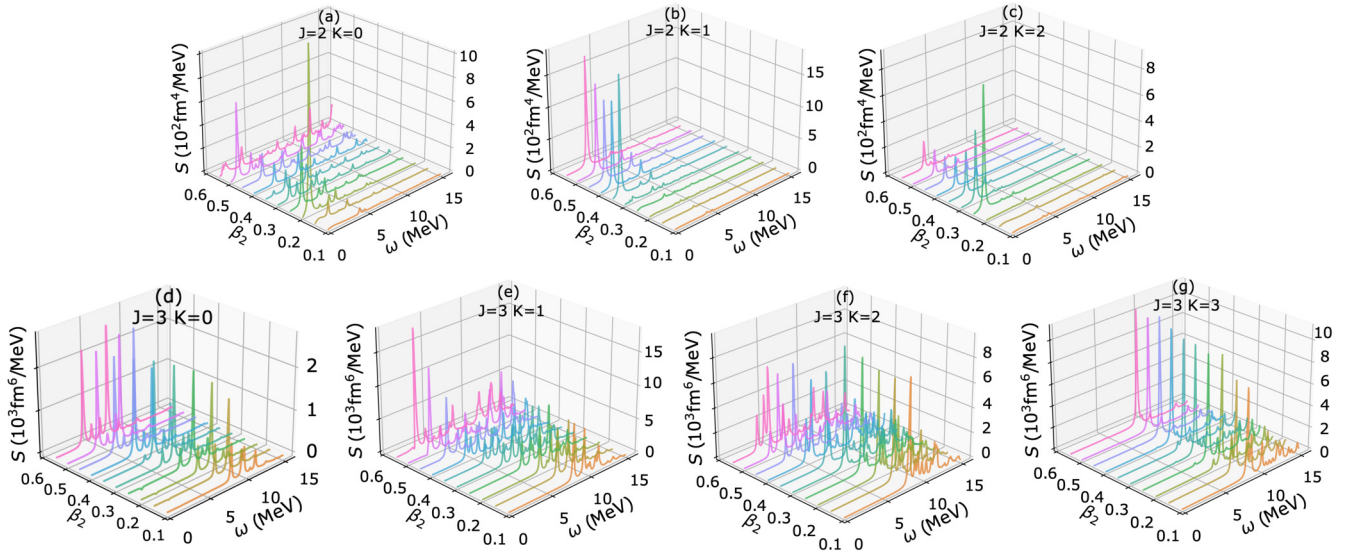 (a)
J=2 K=0
S (10²fm⁴/MeV)
10
8
6
4
2
0
0.6
0.5
0.4
0.3
0.2
0.1
β₂
0
5
10
15
ω (MeV)
(b)
J=2 K=1
S (10²fm⁴/MeV)
15
10
5
0
0.6
0.5
0.4
0.3
0.2
0.1
β₂
0
5
10
15
ω (MeV)
(c)
J=2 K=2
S (10²fm⁴/MeV)
8
6
4
2
0
0.6
0.5
0.4
0.3
0.2
0.1
β₂
0
5
10
15
ω (MeV)
(d)
J=3 K=0
S (10³fm⁶/MeV)
2
1
0
0.6
0.5
0.4
0.3
0.2
0.1
β₂
0
5
10
15
ω (MeV)
(e)
J=3 K=1
S (10³fm⁶/MeV)
15
10
5
0
0.6
0.5
0.4
0.3
0.2
0.1
β₂
0
5
10
15
ω (MeV)
(f)
J=3 K=2
S (10³fm⁶/MeV)
8
6
4
2
0
0.6
0.5
0.4
0.3
0.2
0.1
β₂
0
5
10
15
ω (MeV)
(g)
J=3 K=3
S (10³fm⁶/MeV)
10
8
6
4
2
0
0.6
0.5
0.4
0.3
0.2
0.1
β₂
0
5
10
15
ω (MeV)